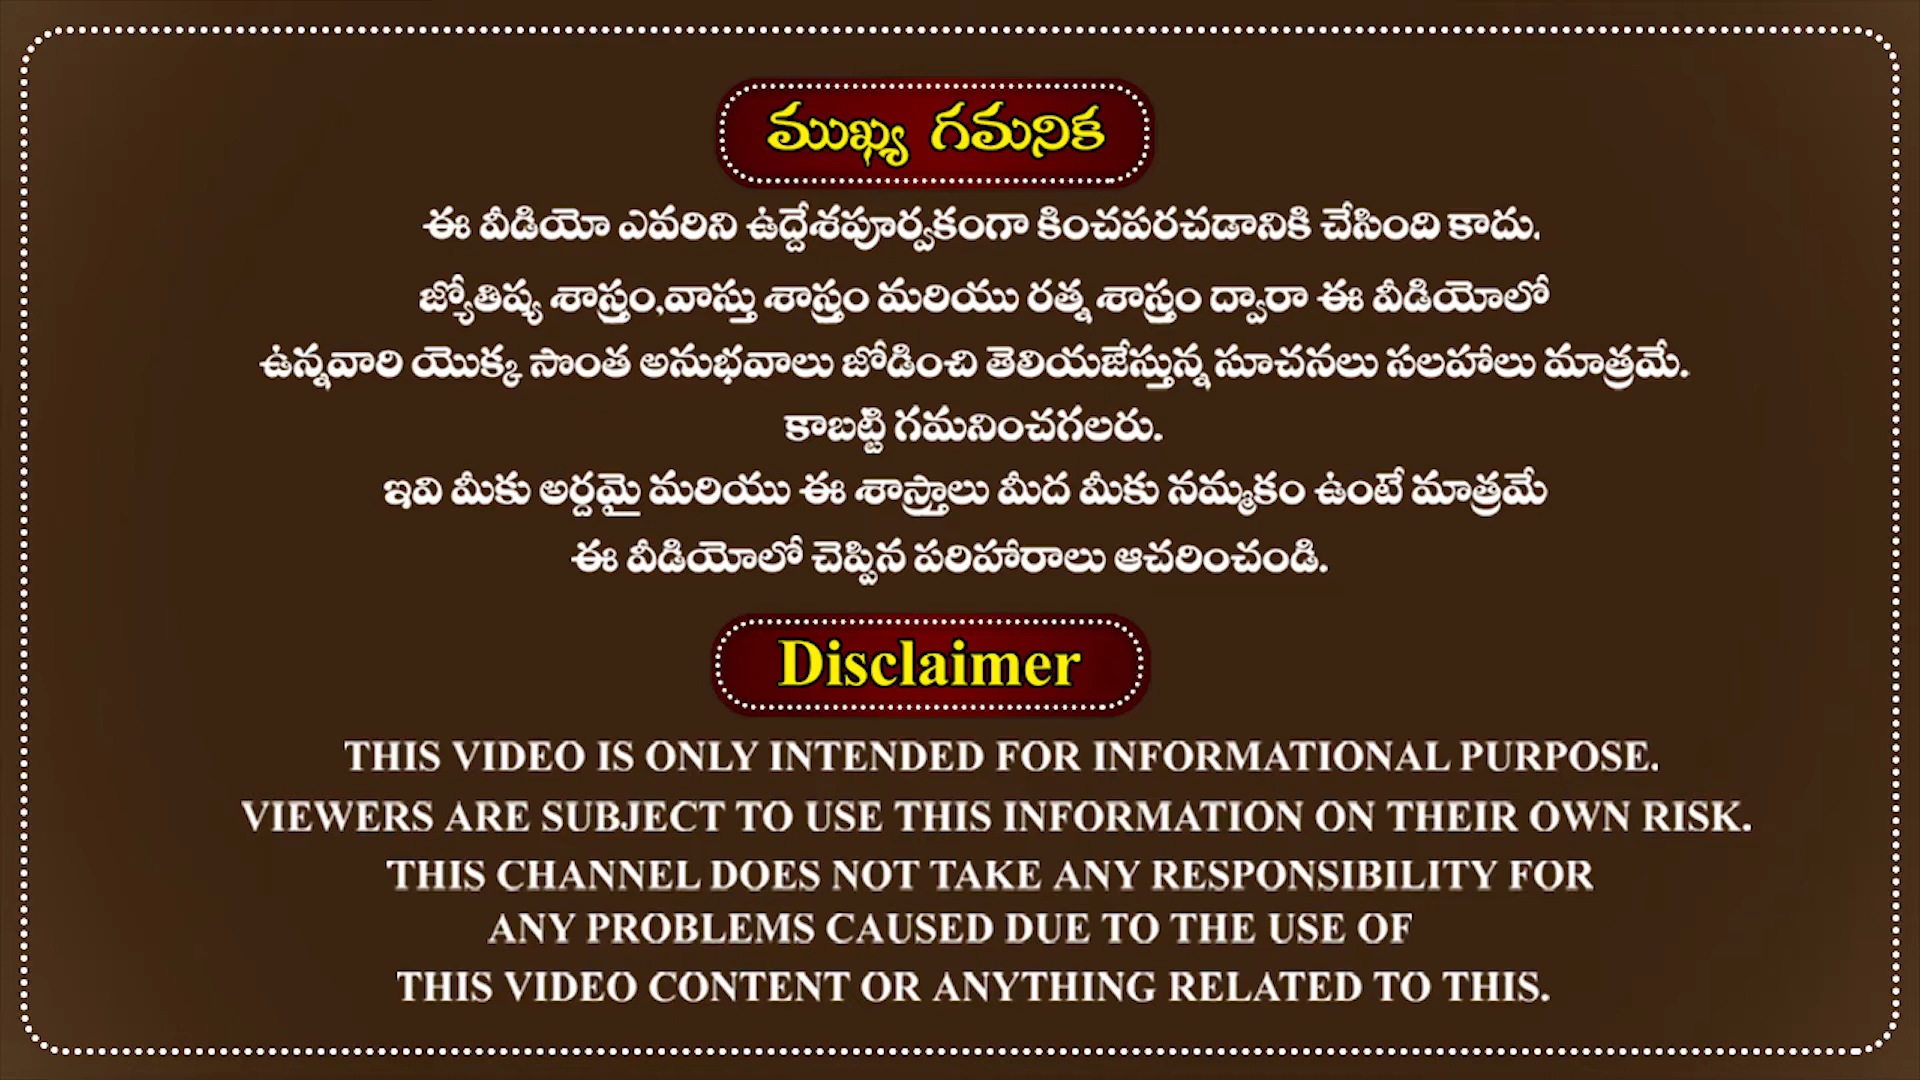 ముఖ్య గమనిక
ఈ వీడియో ఎవరిని ఉద్దేశపూర్వకంగా కించపరచడానికి చేసింది కాదు.
జ్యోతిష్య శాస్త్రం,వాస్తు శాస్త్రం మరియు రత్న శాస్త్రం ద్వారా ఈ వీడియోలో
ఉన్నవారి యొక్క సొంత అనుభవాలు జోడించి తెలియజేస్తున్న సూచనలు సలహాలు మాత్రమే.
కాబట్టి గమనించగలరు.
ఇవి మీకు అర్దమై మరియు ఈ శాస్త్రాలు మీద మీకు నమ్మకం ఉంటే మాత్రమే
ఈ వీడియోలో చెప్పిన పరిహారాలు ఆచరించండి.
Disclaimer
THIS VIDEO IS ONLY INTENDED FOR INFORMATIONAL PURPOSE.
VIEWERS ARE SUBJECT TO USE THIS INFORMATION ON THEIR OWN RISK.
THIS CHANNEL DOES NOT TAKE ANY RESPONSIBILITY FOR
ANY PROBLEMS CAUSED DUE TO THE USE OF
THIS VIDEO CONTENT OR ANYTHING RELATED TO THIS.